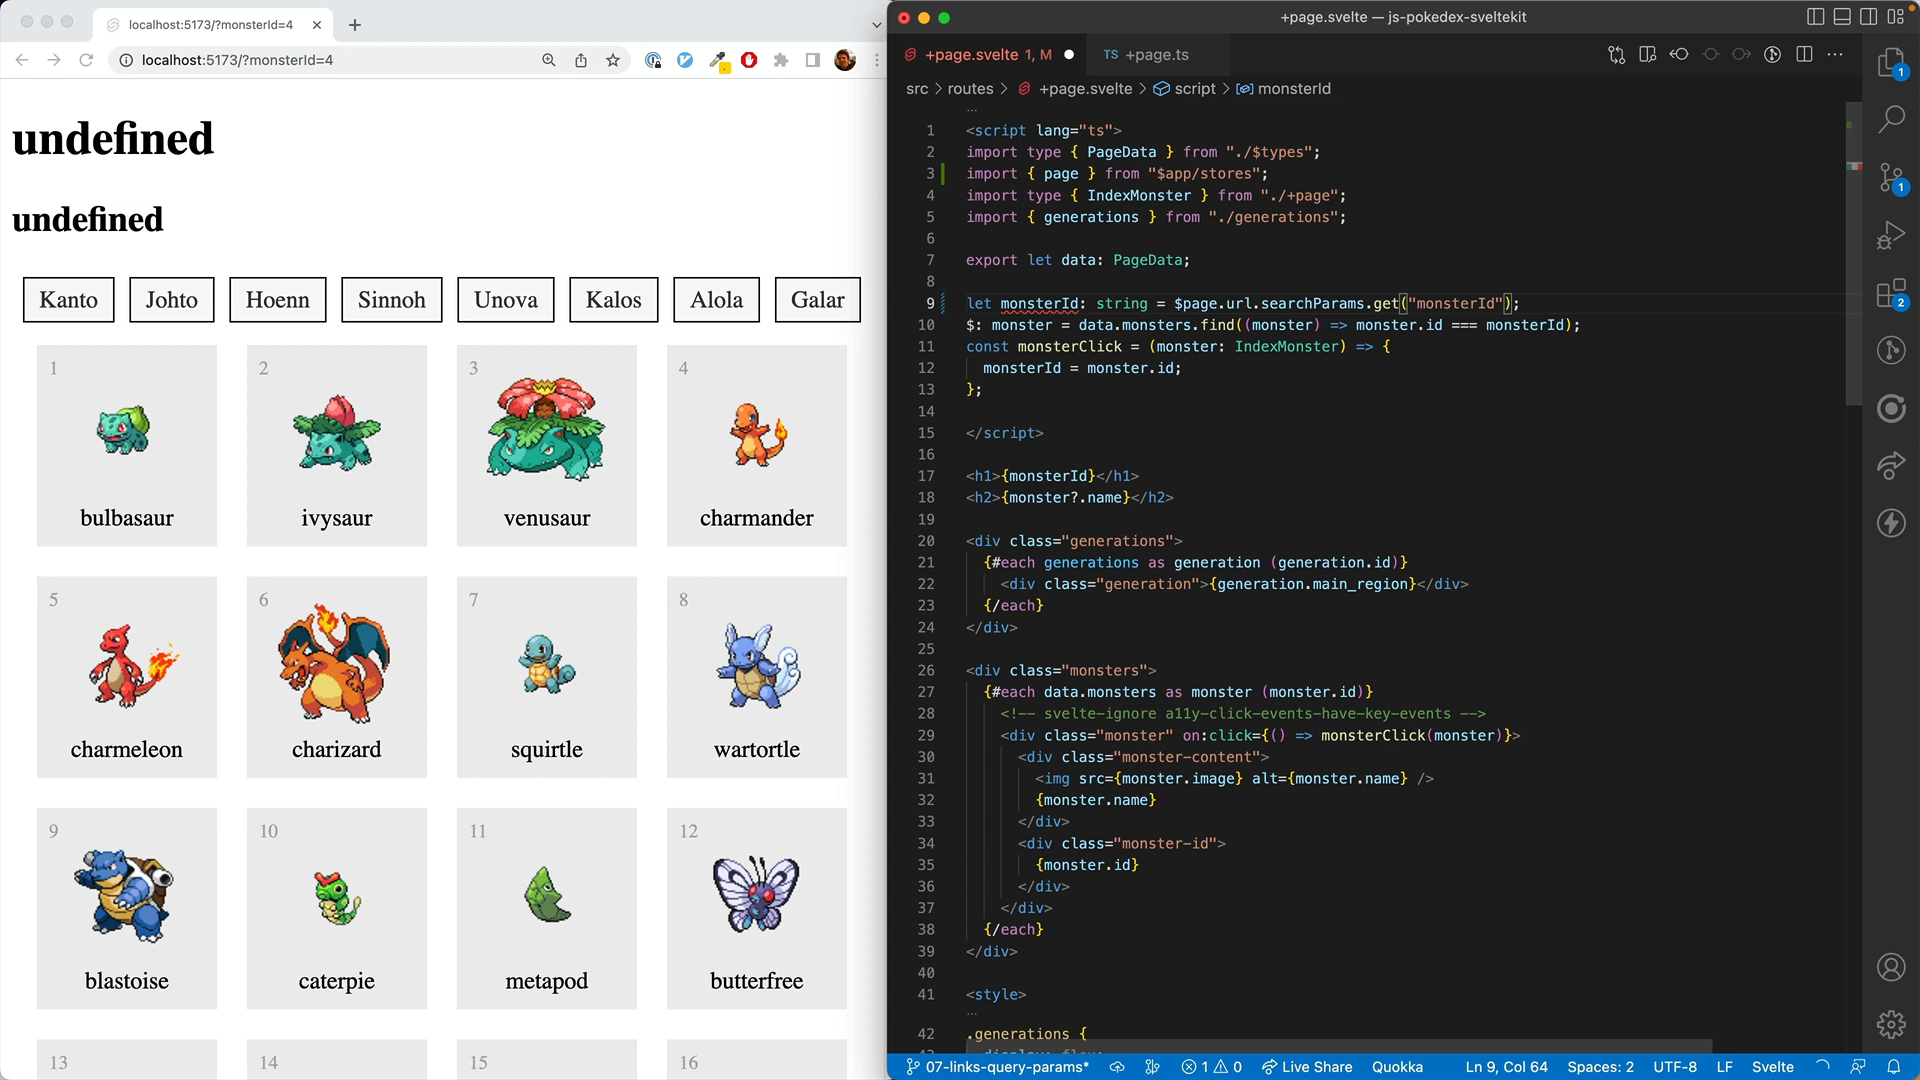 localhost:5173/?monsterId=4
localhost:5173/?monsterId=4
undefined
undefined
Kanto
Johto
Hoenn
Sinnoh
Unova
Kalos
Alola
Galar
1
bulbasaur
2
ivysaur
3
venusaur
4
charmander
5
charmeleon
6
charizard
7
squirtle
8
wartortle
9
blastoise
10
caterpie
11
metapod
12
butterfree
13
14
15
16
+page.svelte — js-pokedex-sveltekit
+page.svelte 1, M
TS +page.ts
src > routes > +page.svelte > script > monsterId
...
1 <script lang="ts">
2 import type { PageData } from "./$types";
3 import { page } from "$app/stores";
4 import type { IndexMonster } from "./+page";
5 import { generations } from "./generations";
6
7 export let data: PageData;
8
9 let monsterId: string = $page.url.searchParams.get("monsterId");
10 $: monster = data.monsters.find((monster) => monster.id === monsterId);
11 const monsterClick = (monster: IndexMonster) => {
12 monsterId = monster.id;
13 };
14
15 </script>
16
17 <h1>{monsterId}</h1>
18 <h2>{monster?.name}</h2>
19
20 <div class="generations">
21 {#each generations as generation (generation.id)}
22 <div class="generation">{generation.main_region}</div>
23 {/each}
24 </div>
25
26 <div class="monsters">
27 {#each data.monsters as monster (monster.id)}
28 <!-- svelte-ignore a11y-click-events-have-key-events -->
29 <div class="monster" on:click={() => monsterClick(monster)}>
30 <div class="monster-content">
31 <img src={monster.image} alt={monster.name} />
32 {monster.name}
33 </div>
34 <div class="monster-id">
35 {monster.id}
36 </div>
37 </div>
38 {/each}
39 </div>
40
41 <style>
...
42 .generations {
1
1
2
07-links-query-params*
1 0
Live Share
Quokka
Ln 9, Col 64
Spaces: 2
UTF-8
LF
Svelte